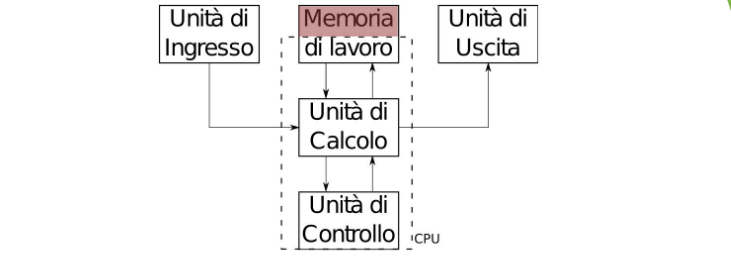 Unità di
Ingresso
Memoria
di lavoro
Unità di
Uscita
Unità di
Calcolo
Unità di
Controllo
CPU